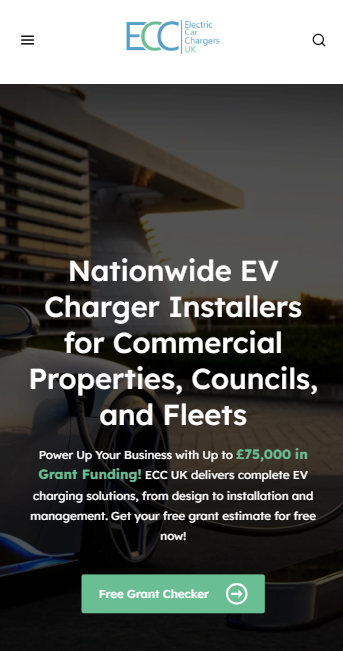 ECC Electric
Car
Chargers
UK
Nationwide EV
Charger Installers
for Commercial
Properties, Councils,
and Fleets
Power Up Your Business with Up to £75,000 in
Grant Funding! ECC UK delivers complete EV
charging solutions, from design to installation and
management. Get your free grant estimate for free
now!
Free Grant Checker